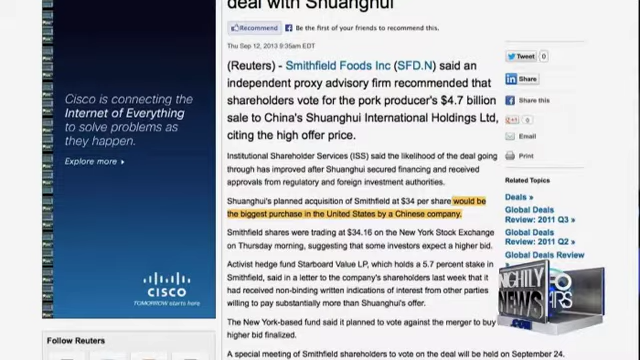 deal with Shuanghui
Recommend
Be the first of your friends to recommend this.
Thu Sep 12, 2013 9:35am EDT
(Reuters) - Smithfield Foods Inc (SFD.N) said an
independent proxy advisory firm recommended that
shareholders vote for the pork producer's $4.7 billion
sale to China's Shuanghui International Holdings Ltd,
citing the high offer price.
Institutional Shareholder Services (ISS) said the likelihood of the deal going
through has improved after Shuanghui secured financing and received
approvals from regulatory and foreign investment authorities.
Shuanghui's planned acquisition of Smithfield at $34 per share would be
the biggest purchase in the United States by a Chinese company.
Smithfield shares were trading at $34.16 on the New York Stock Exchange
on Thursday morning, suggesting that some investors expect a higher bid.
Activist hedge fund Starboard Value LP, which holds a 5.7 percent stake in
Smithfield, said in a letter to the company's shareholders last week that it
had received non-binding written indications of interest from other parties
willing to pay substantially more than Shuanghui's offer.
The New York-based fund said it planned to vote against the merger to buy
higher bid finalized.
A special meeting of Smithfield shareholders to vote on the deal will be held on September 24.
Cisco is connecting the
Internet of Everything
to solve problems as
they happen.
Explore more
CISCO
TOMORROW starts here.
Follow Reuters
Tweet 0
Share
Share this
+1 0
Email
Print
Related Topics
Deals »
Global Deals
Review: 2011 Q3 »
Global Deals
Review: 2011 Q2 »
Global Deals Review
NIGHTLY
NEWS
.COM